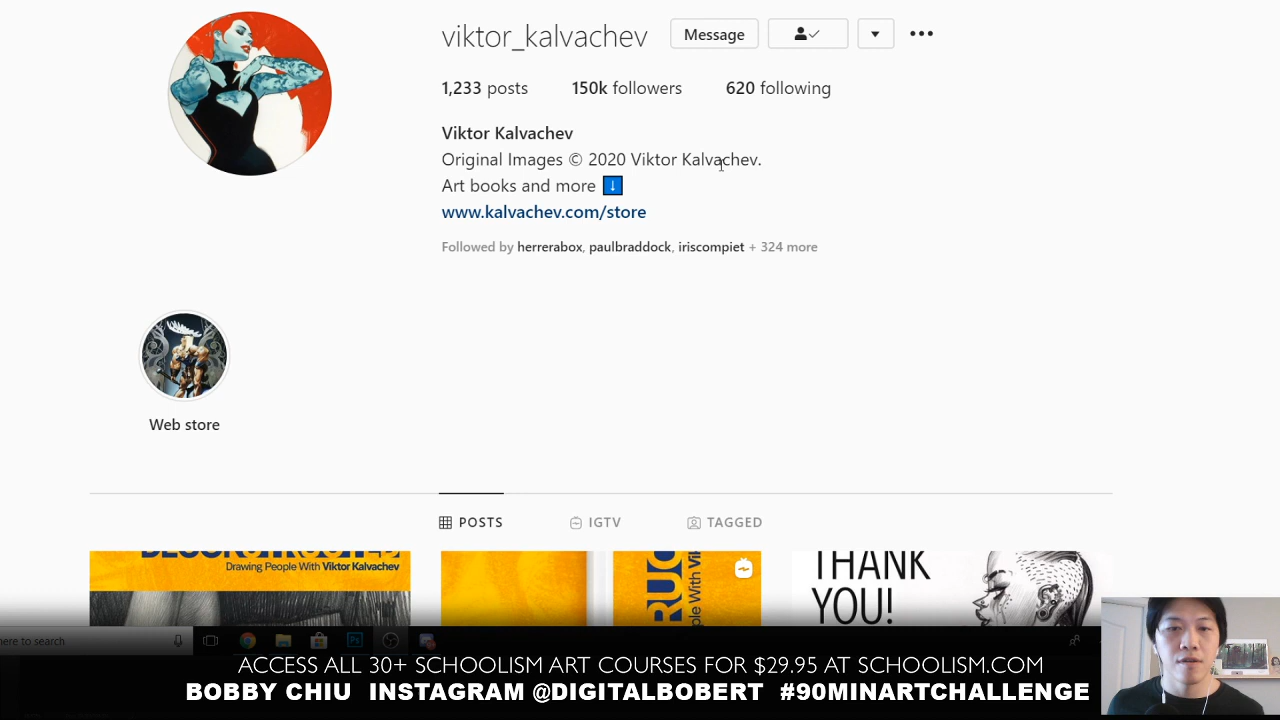 viktor_kalvachev Message
1,233 posts 150k followers 620 following
Viktor Kalvachev
Original Images © 2020 Viktor Kalvachev.
Art books and more ↓
www.kalvachev.com/store
Followed by herrerabox, paulbraddock, iriscompiet + 324 more
Web store
POSTS IGTV TAGGED
Drawing People With Viktor Kalvachev
THANK
YOU!
here to search
ACCESS ALL 30+ SCHOOLISM ART COURSES FOR $29.95 AT SCHOOLISM.COM
BOBBY CHIU INSTAGRAM @DIGITALBOBERT #90MINARTCHALLENGE